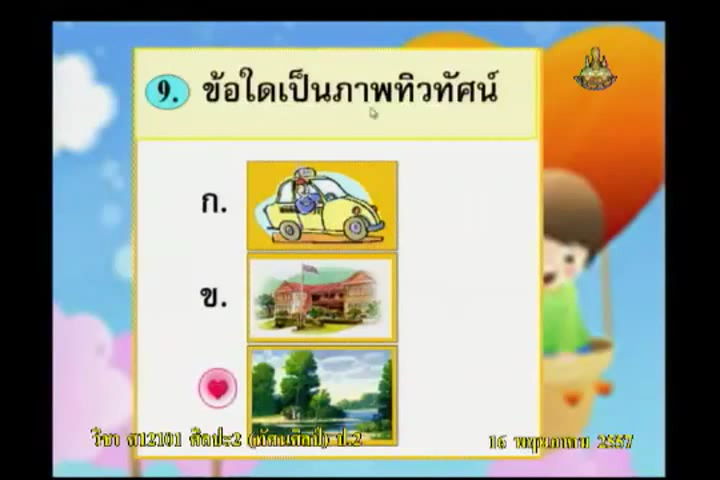 9. ข้อใดเป็นภาพทิวทัศน์
ก.
ข.
วิชา ศ12101 ศิลปะ2 (ทัศนศิลป์) ป.2
16 พฤษภาคม 2557